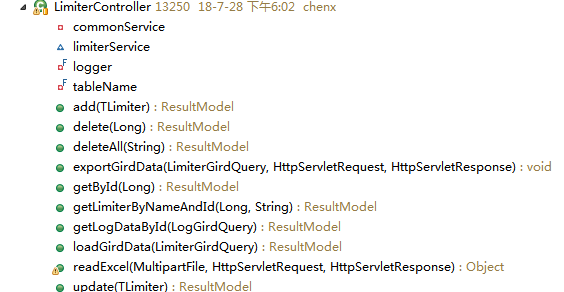 LimiterController 13250 18-7-28 下午6:02 chenx
commonService
limiterService
logger
tableName
add(TLimiter) : ResultModel
delete(Long) : ResultModel
deleteAll(String) : ResultModel
exportGirdData(LimiterGirdQuery, HttpServletRequest, HttpServletResponse) : void
getById(Long) : ResultModel
getLimiterByNameAndId(Long, String) : ResultModel
getLogDataById(LogGirdQuery) : ResultModel
loadGirdData(LimiterGirdQuery) : ResultModel
readExcel(MultipartFile, HttpServletRequest, HttpServletResponse) : Object
update(TLimiter) : ResultModel